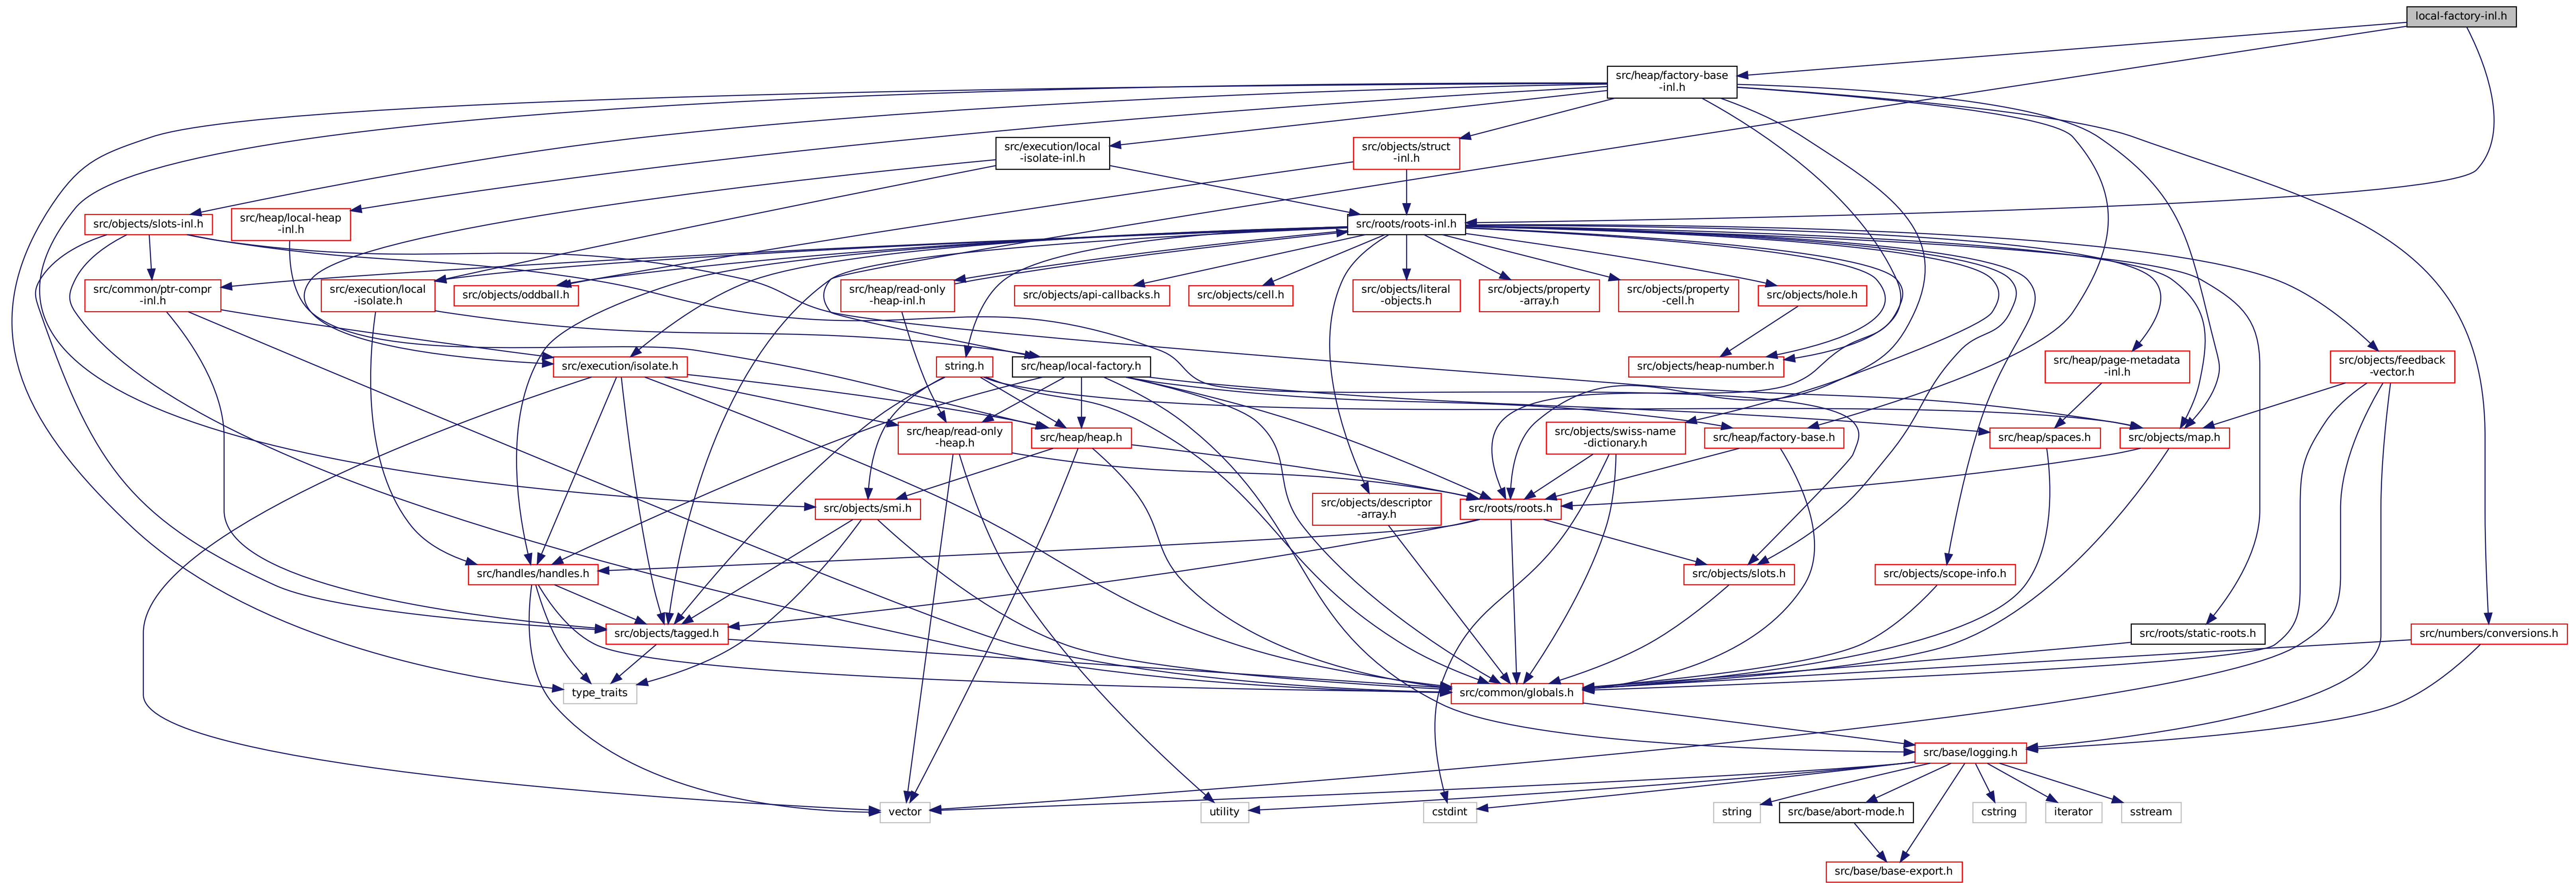 local-factory-inl.h
src/heap/factory-base
-inl.h
src/execution/local
-isolate-inl.h
src/objects/struct
-inl.h
src/objects/slots-inl.h
src/heap/local-heap
-inl.h
src/roots/roots-inl.h
src/common/ptr-compr
-inl.h
src/execution/local
-isolate.h
src/objects/oddball.h
src/heap/read-only
-heap-inl.h
src/objects/api-callbacks.h
src/objects/cell.h
src/objects/literal
-objects.h
src/objects/property
-array.h
src/objects/property
-cell.h
src/objects/hole.h
src/execution/isolate.h
string.h
src/heap/local-factory.h
src/objects/heap-number.h
src/heap/page-metadata
-inl.h
src/objects/feedback
-vector.h
src/heap/read-only
-heap.h
src/heap/heap.h
src/objects/swiss-name
-dictionary.h
src/heap/factory-base.h
src/heap/spaces.h
src/objects/map.h
src/objects/smi.h
src/objects/descriptor
-array.h
src/roots/roots.h
src/handles/handles.h
src/objects/slots.h
src/objects/scope-info.h
src/objects/tagged.h
src/roots/static-roots.h
src/numbers/conversions.h
type_traits
src/common/globals.h
src/base/logging.h
vector
utility
cstdint
string
src/base/abort-mode.h
cstring
iterator
sstream
src/base/base-export.h